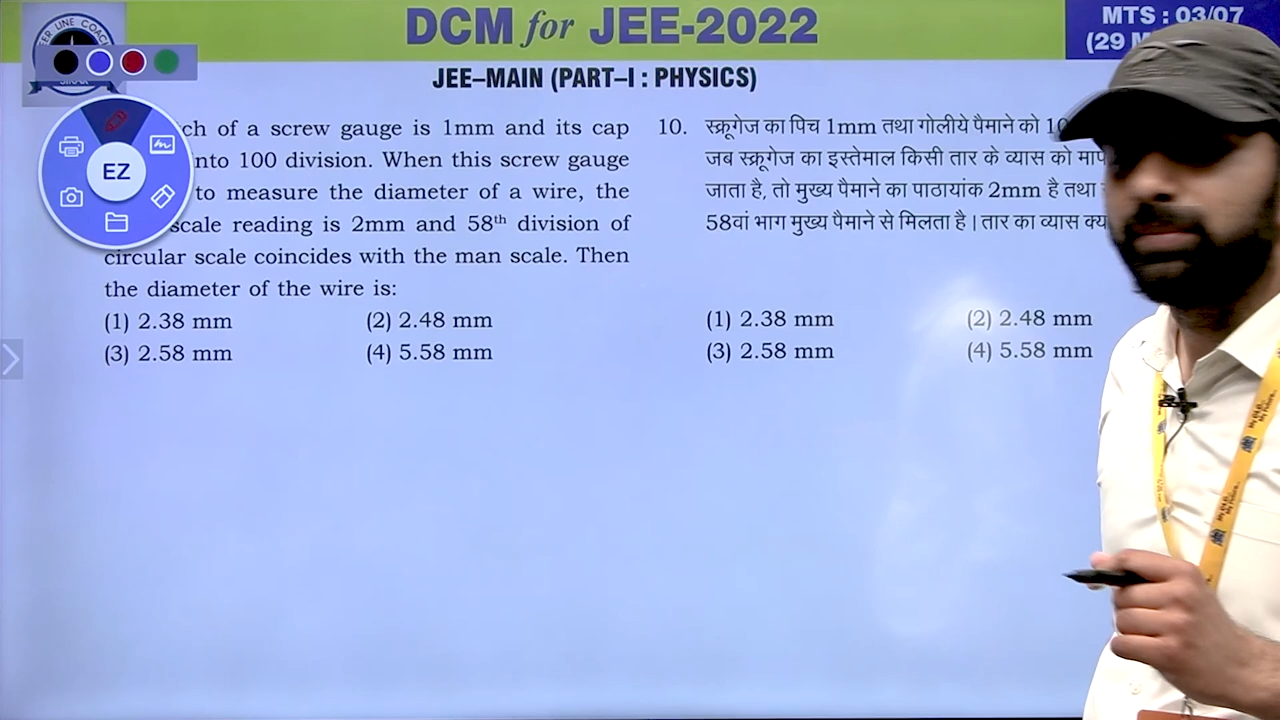 DCM for JEE-2022
MTS : 03/07
(29 M
JEE–MAIN (PART–I : PHYSICS)
ch of a screw gauge is 1mm and its cap
nto 100 division. When this screw gauge
to measure the diameter of a wire, the
scale reading is 2mm and 58th division of
circular scale coincides with the man scale. Then
the diameter of the wire is:
(1) 2.38 mm (2) 2.48 mm
(3) 2.58 mm (4) 5.58 mm
10. स्क्रूगेज का पिच 1mm तथा गोलीये पैमाने को 10
जब स्क्रूगेज का इस्तेमाल किसी तार के व्यास को माप
जाता है, तो मुख्य पैमाने का पाठायांक 2mm है तथा
58वां भाग मुख्य पैमाने से मिलता है। तार का व्यास क्य
(1) 2.38 mm (2) 2.48 mm
(3) 2.58 mm (4) 5.58 mm
EZ